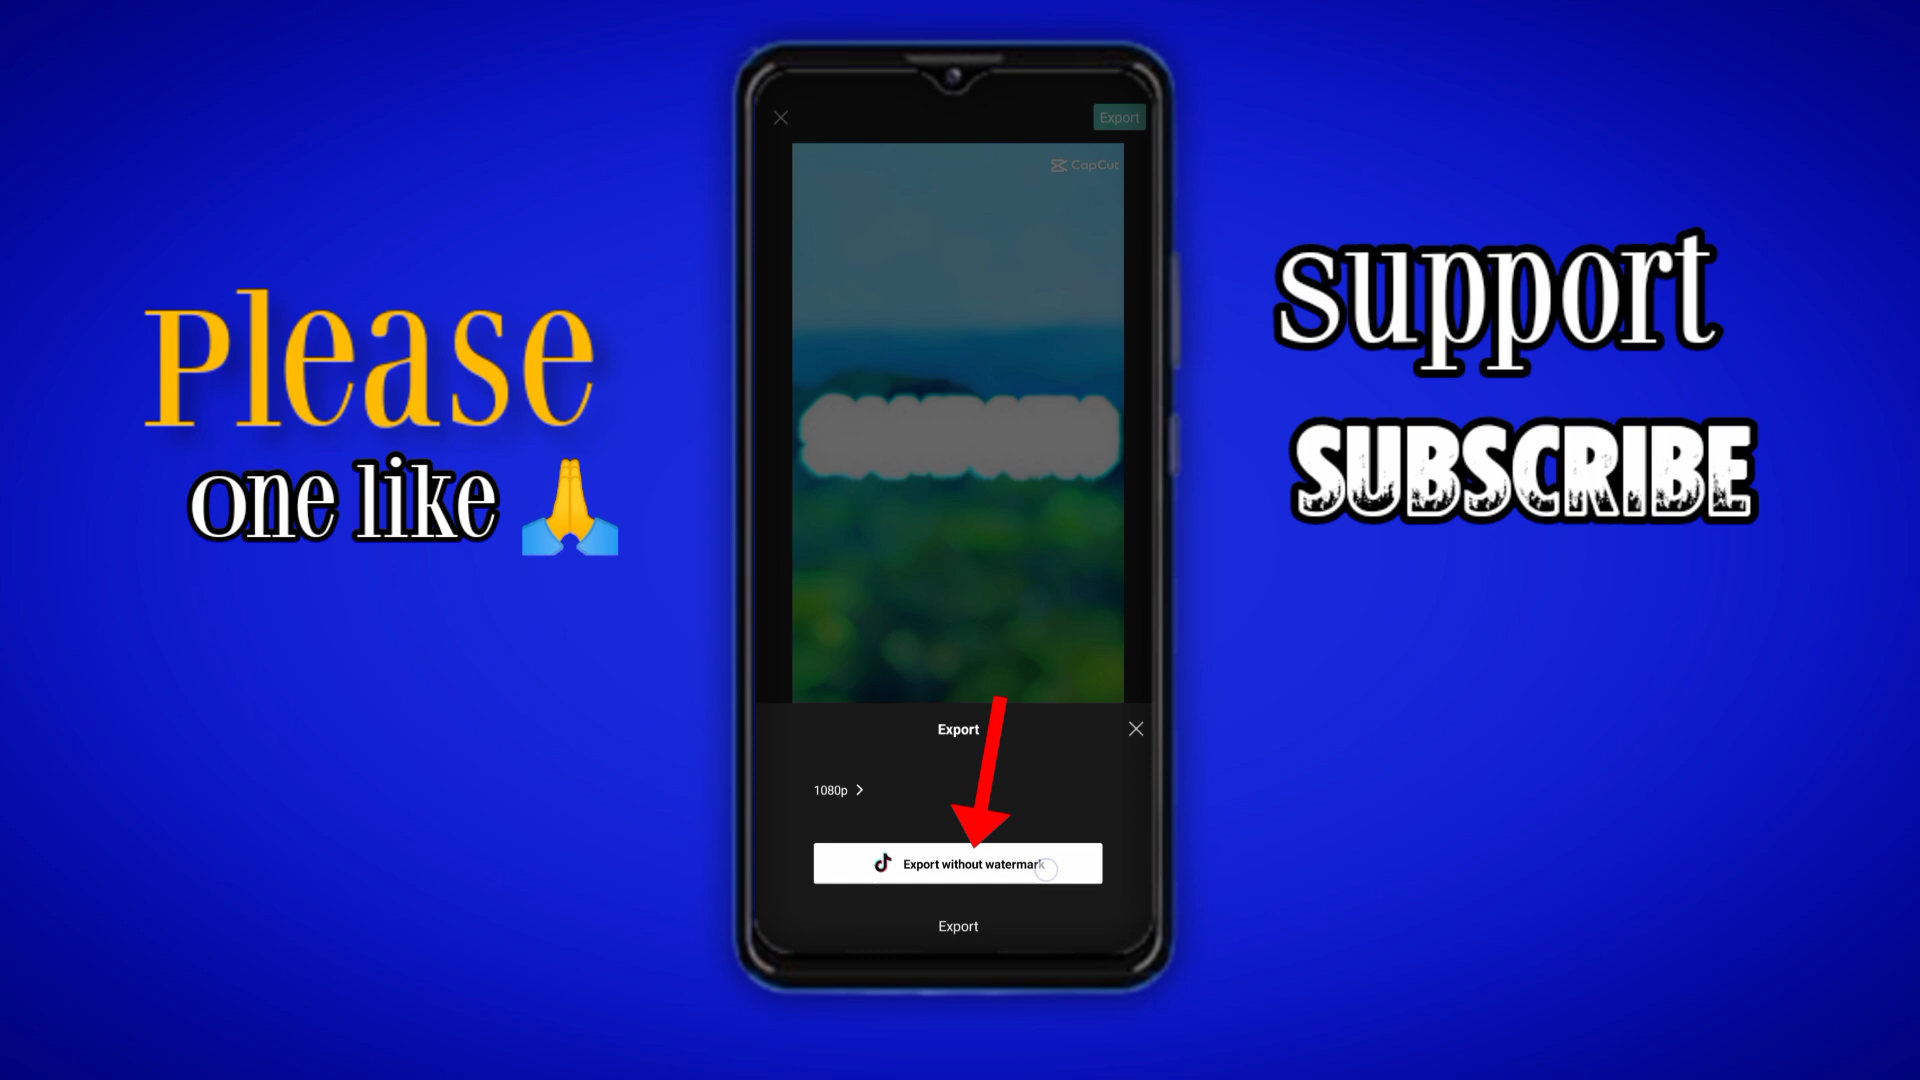 Please
one like 🙏
support
SUBSCRIBE
Export
CapCut
Export
1080p
Export without watermark
Export